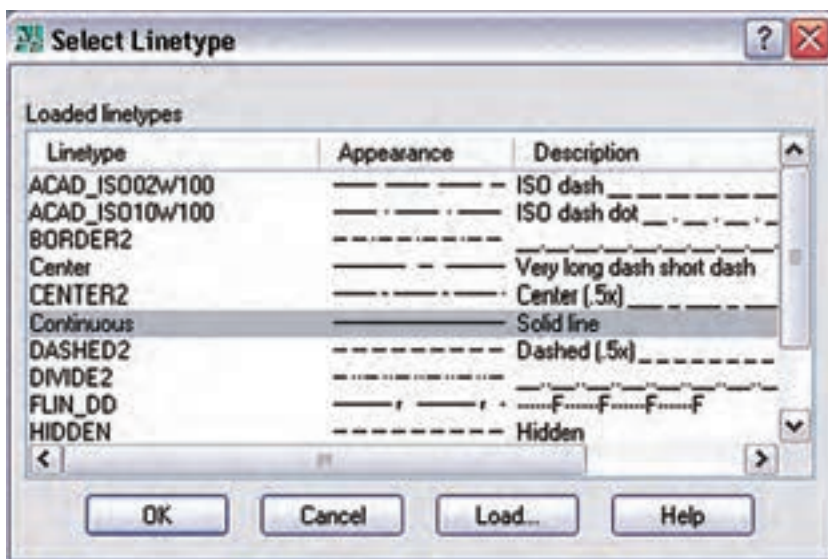 Select Linetype
Loaded linetypes
Linetype Appearance Description
ACAD_ISO02W100 ISO dash
ACAD_ISO10W100 ISO dash dot
BORDER2
Center Very long dash short dash
CENTER2 Center (.5x)
Continuous Solid line
DASHED2 Dashed (.5x)
DIVIDE2
FLIN_DD ......F......F......F......F
HIDDEN Hidden
OK Cancel Load... Help